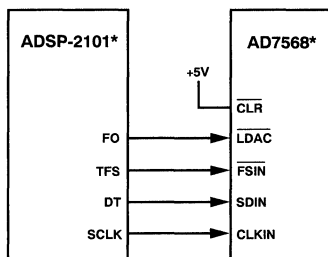 ADSP-2101*
AD7568*
+5V
CLR
FO
LDAC
TFS
FSIN
DT
SDIN
SCLK
CLKIN